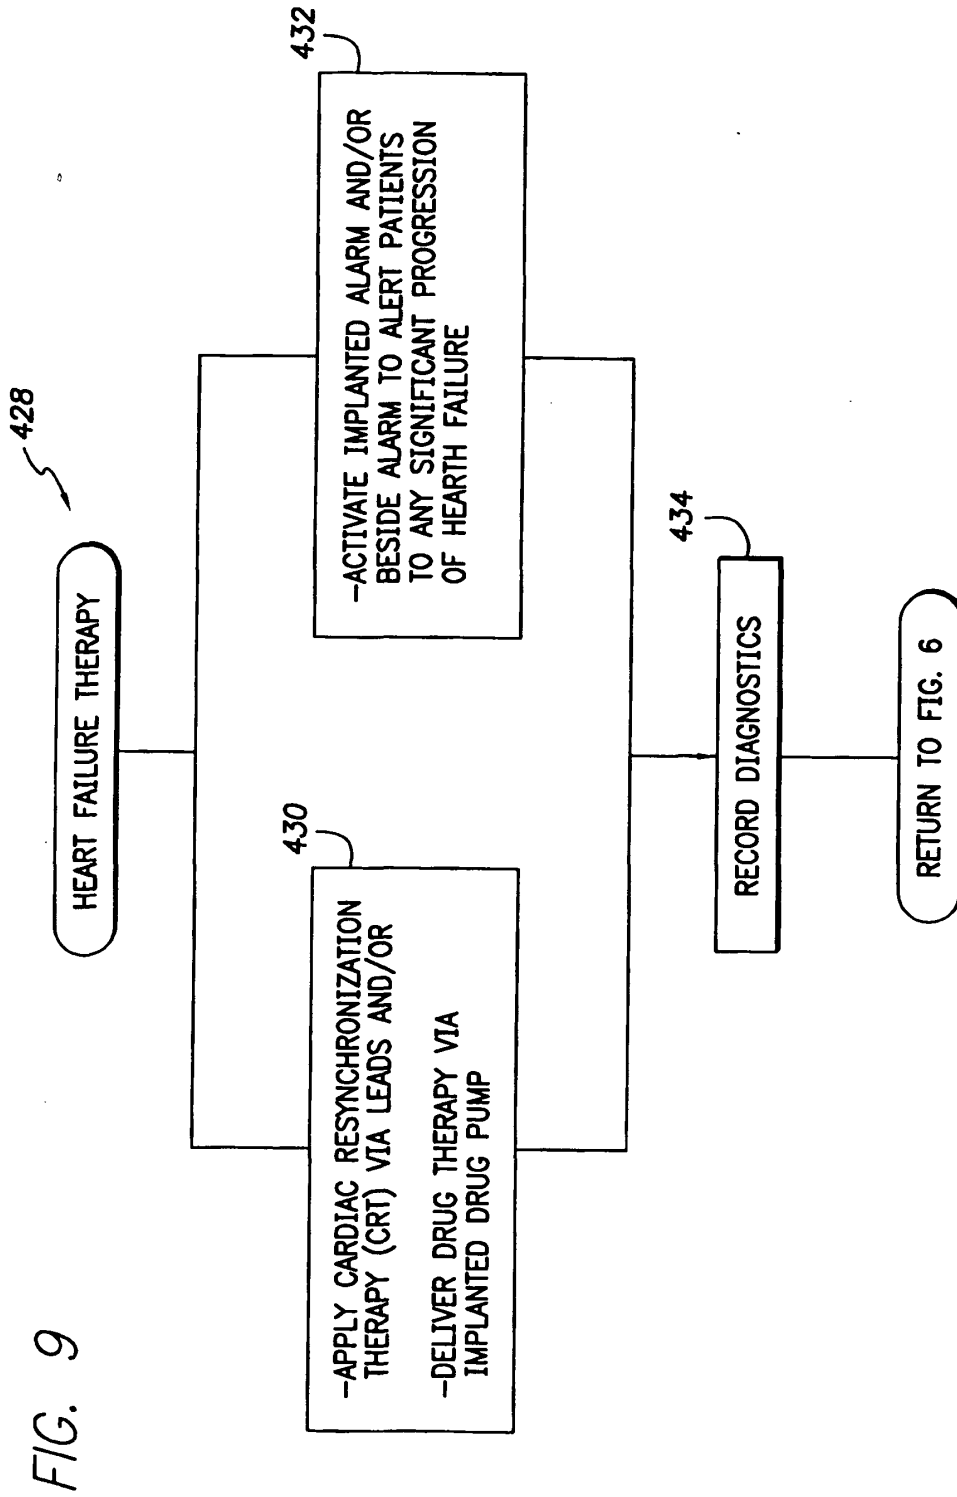 FIG. 9
428
HEART FAILURE THERAPY
430
-APPLY CARDIAC RESYNCHRONIZATION
THERAPY (CRT) VIA LEADS AND/OR
-DELIVER DRUG THERAPY VIA
IMPLANTED DRUG PUMP
432
-ACTIVATE IMPLANTED ALARM AND/OR
BESIDE ALARM TO ALERT PATIENTS
TO ANY SIGNIFICANT PROGRESSION
OF HEARTH FAILURE
434
RECORD DIAGNOSTICS
RETURN TO FIG. 6